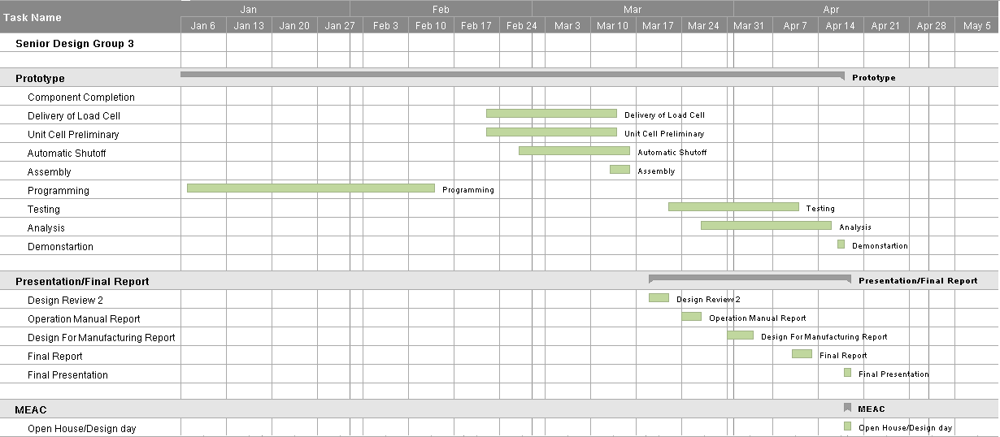 Task Name
Jan Feb Mar Apr
Jan 6 Jan 13 Jan 20 Jan 27 Feb 3 Feb 10 Feb 17 Feb 24 Mar 3 Mar 10 Mar 17 Mar 24 Mar 31 Apr 7 Apr 14 Apr 21 Apr 28 May 5
Senior Design Group 3
Prototype Prototype
Component Completion
Delivery of Load Cell Delivery of Load Cell
Unit Cell Preliminary Unit Cell Preliminary
Automatic Shutoff Automatic Shutoff
Assembly Assembly
Programming Programming
Testing Testing
Analysis Analysis
Demonstartion Demonstartion
Presentation/Final Report Presentation/Final Report
Design Review 2 Design Review 2
Operation Manual Report Operation Manual Report
Design For Manufacturing Report Design For Manufacturing Report
Final Report Final Report
Final Presentation Final Presentation
MEAC MEAC
Open House/Design day Open House/Design day